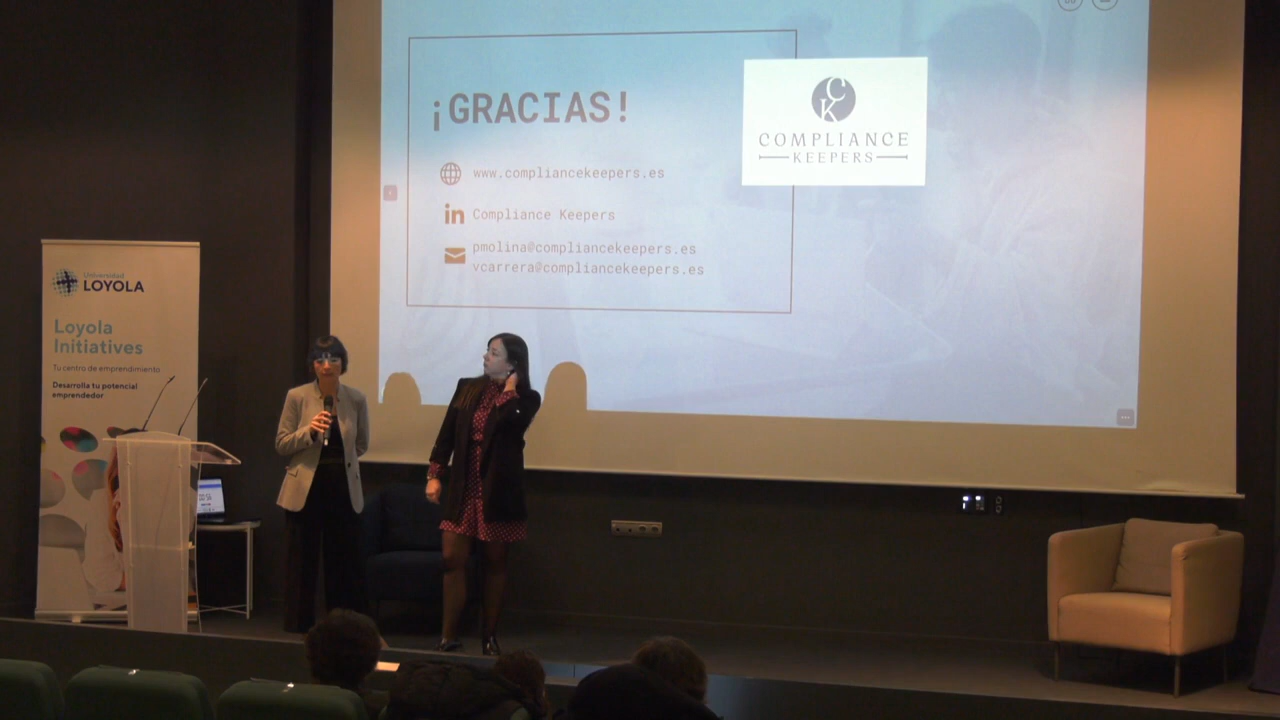 ¡GRACIAS!
www.compliancekeepers.es
in Compliance Keepers
pmolina@compliancekeepers.es
vcarrera@compliancekeepers.es
CK
COMPLIANCE
KEEPERS
Universidad
LOYOLA
Loyola
Initiatives
Tu centro de emprendimiento
Desarrolla tu potencial
emprendedor